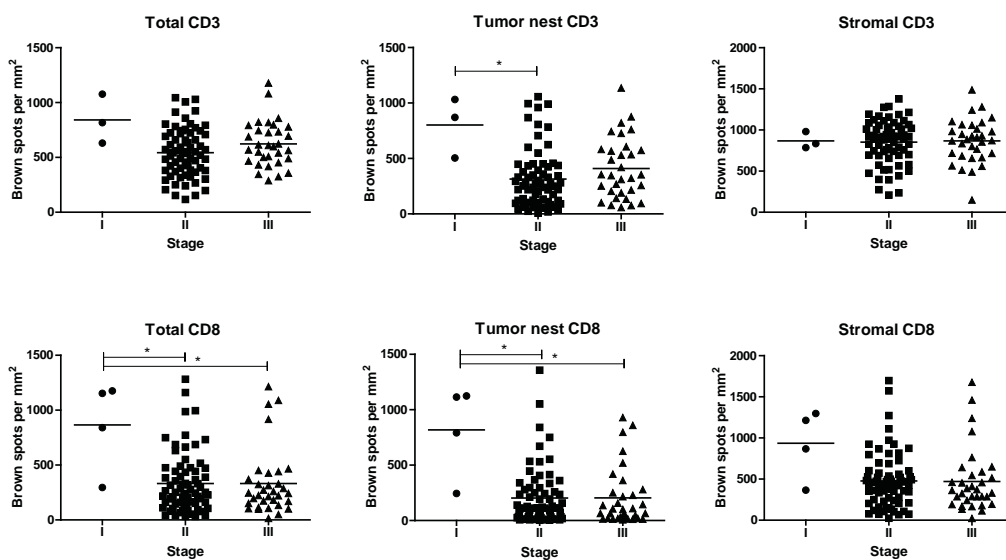 Total CD3
Brown spots per mm²
1500
1000
500
0
I
II
III
Stage
Tumor nest CD3
Brown spots per mm²
1500
1000
500
0
*
I
II
III
Stage
Stromal CD3
Brown spots per mm²
2000
1500
1000
500
0
I
II
III
Stage
Total CD8
Brown spots per mm²
1500
1000
500
0
*
*
I
II
III
Stage
Tumor nest CD8
Brown spots per mm²
1500
1000
500
0
*
*
I
II
III
Stage
Stromal CD8
Brown spots per mm²
2000
1500
1000
500
0
I
II
III
Stage